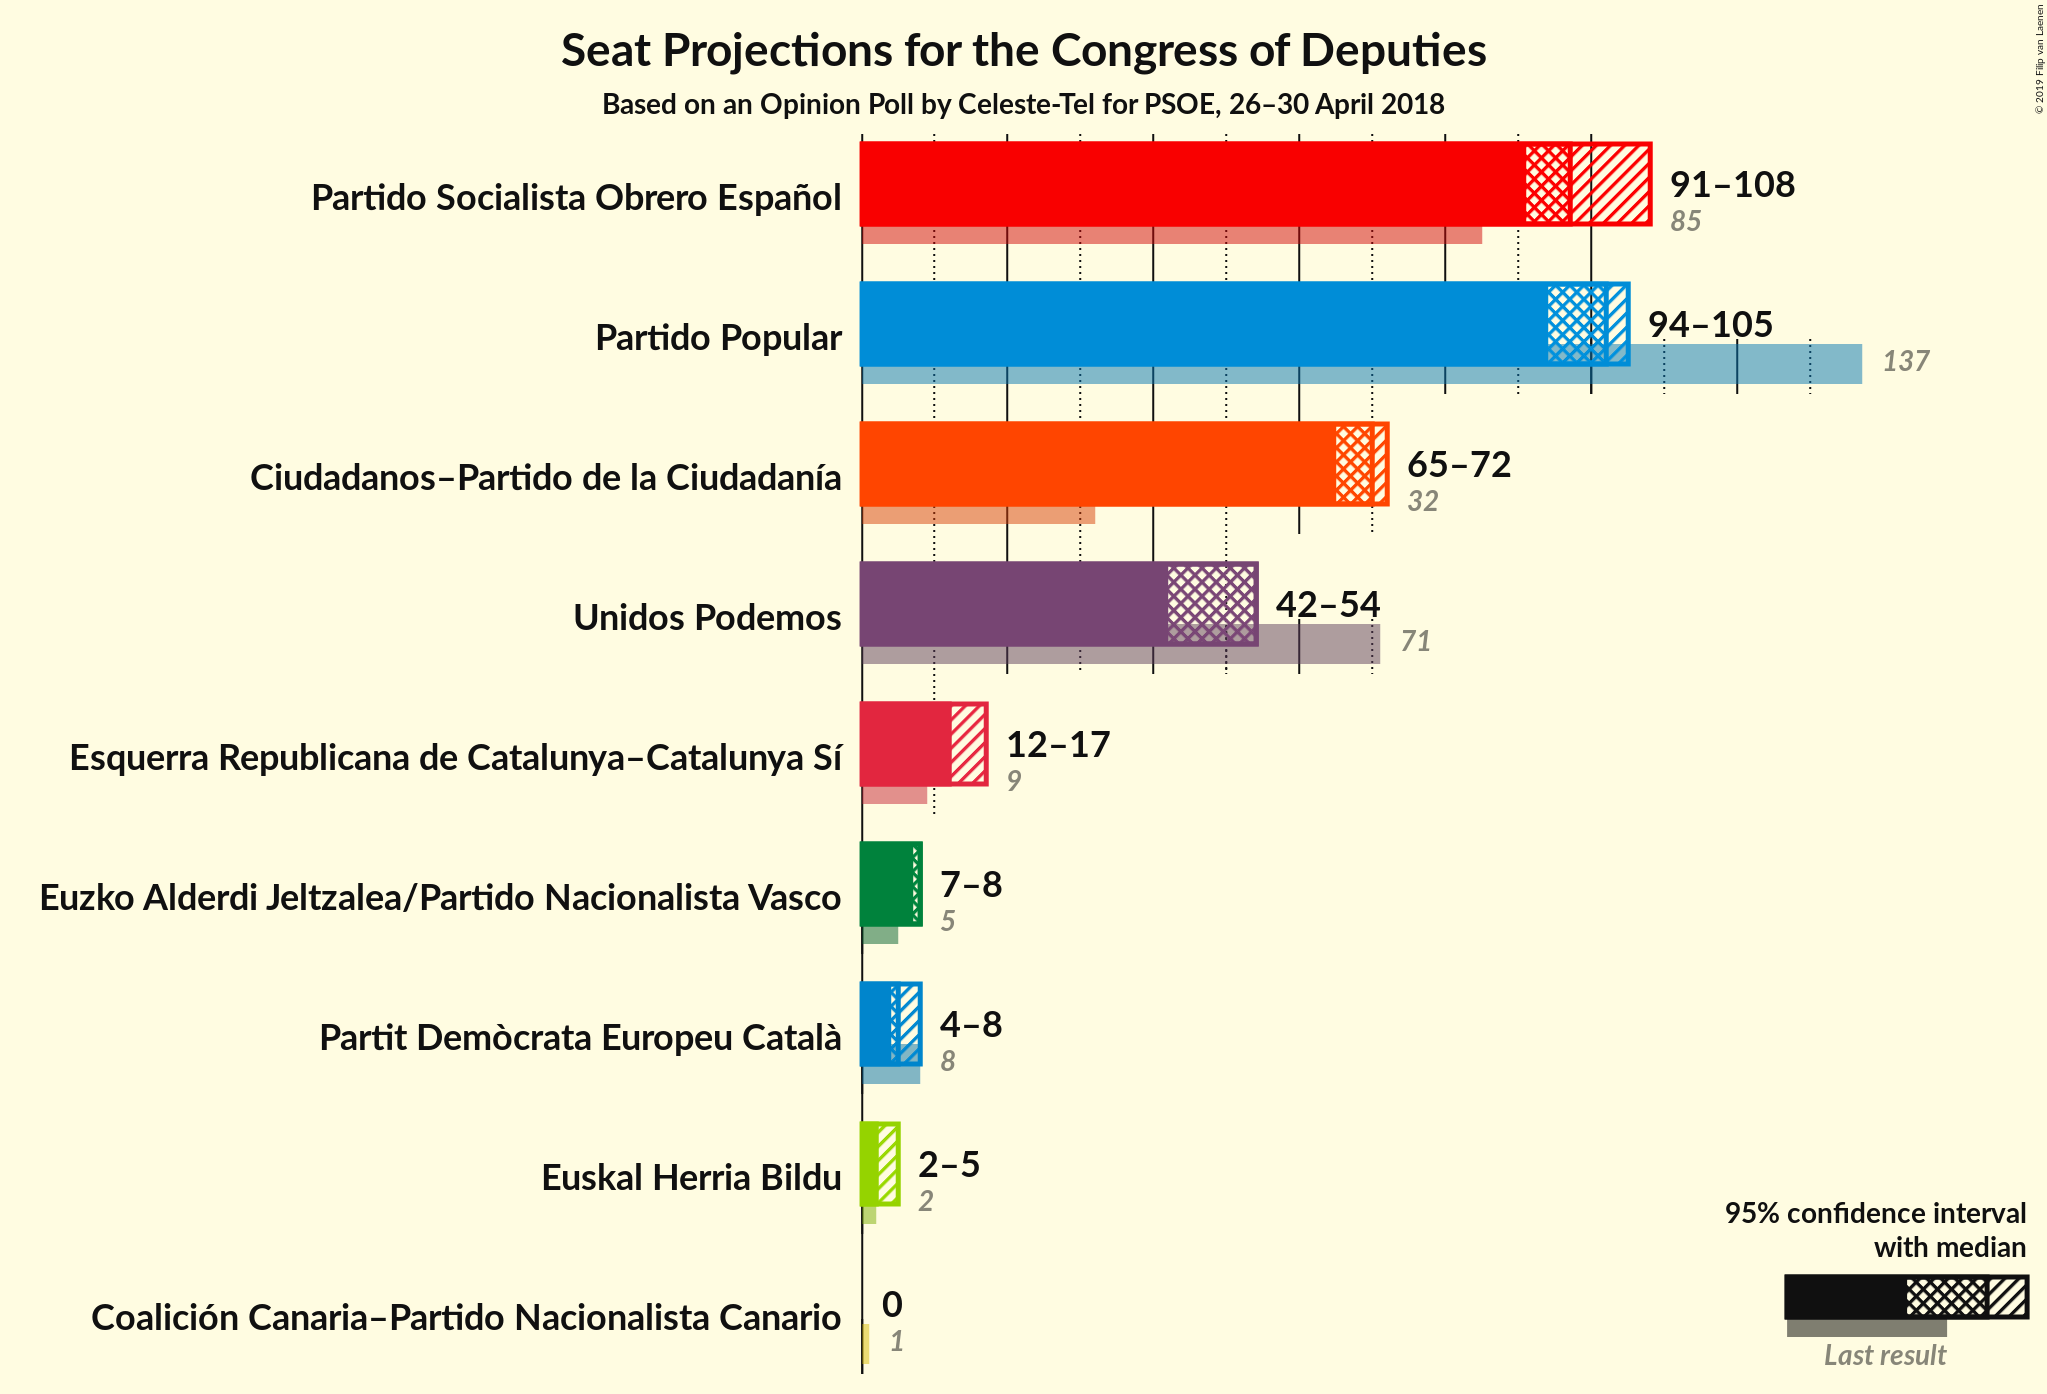 Seat Projections for the Congress of Deputies
Based on an Opinion Poll by Celeste-Tel for PSOE, 26–30 April 2018
© 2019 Filip van Laenen
Partido Socialista Obrero Español
91–108
85
Partido Popular
94–105
137
Ciudadanos–Partido de la Ciudadanía
65–72
32
Unidos Podemos
42–54
71
Esquerra Republicana de Catalunya–Catalunya Sí
12–17
9
Euzko Alderdi Jeltzalea/Partido Nacionalista Vasco
7–8
5
Partit Demòcrata Europeu Català
4–8
8
Euskal Herria Bildu
2–5
2
Coalición Canaria–Partido Nacionalista Canario
0
1
95% confidence interval
with median
Last result